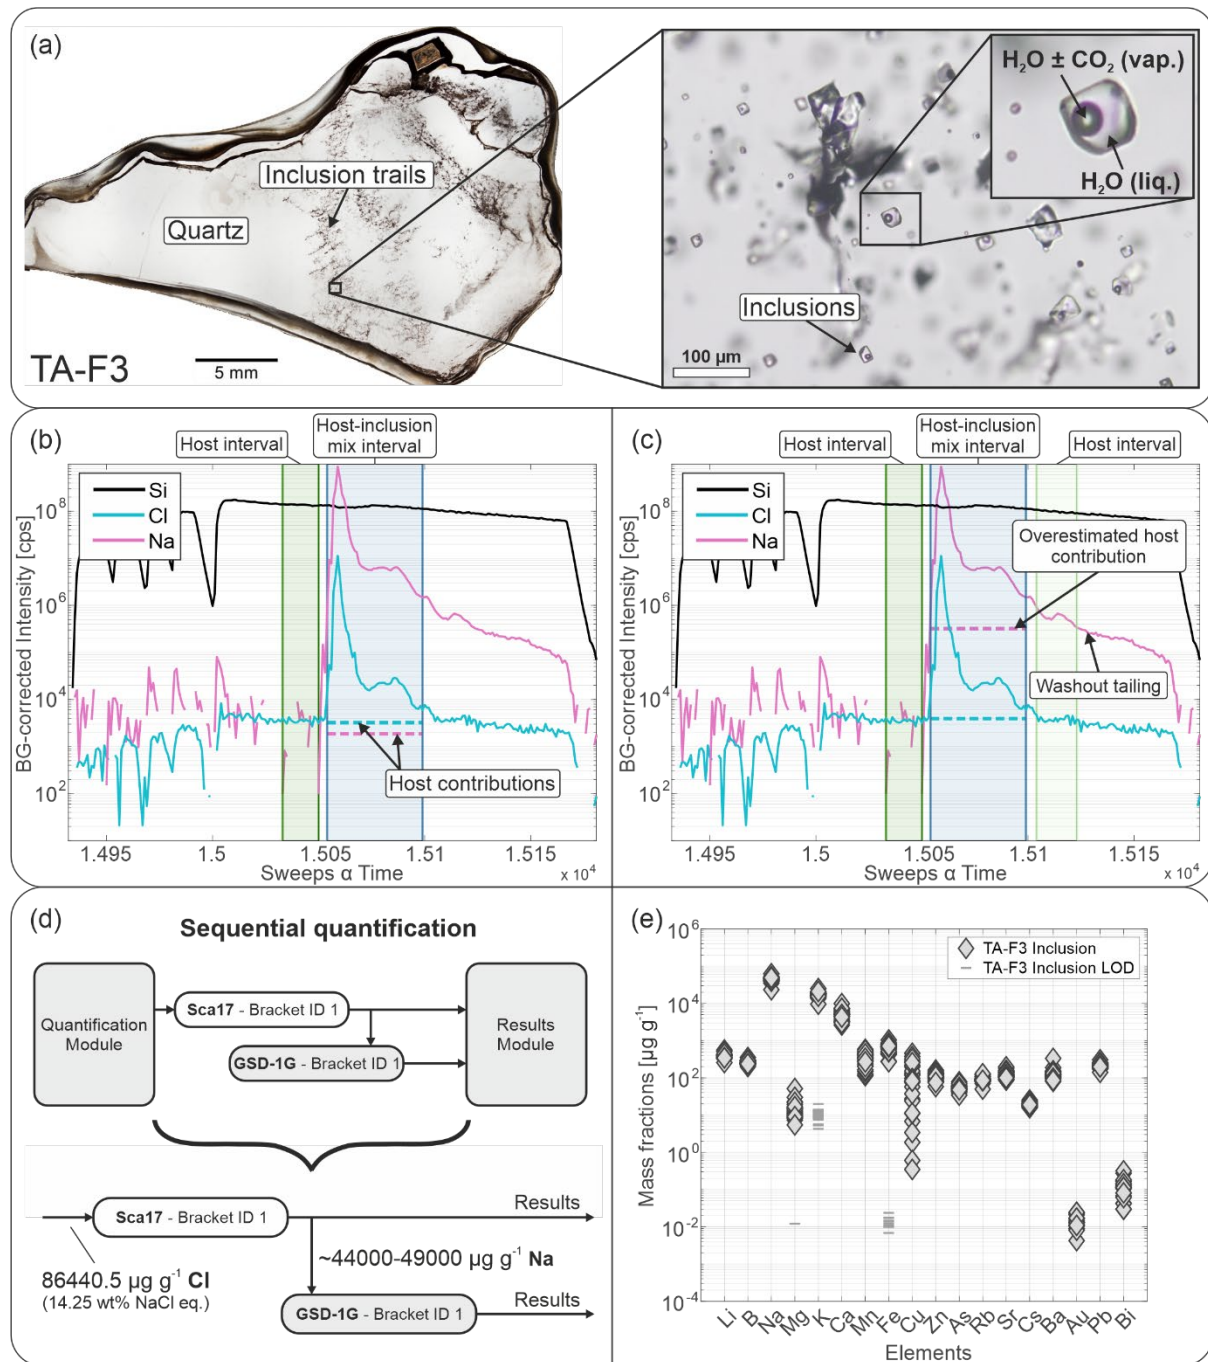 (a)
Inclusion trails
Quartz
TA-F3
5 mm
H₂O ± CO₂ (vap.)
H₂O (liq.)
Inclusions
100 µm
(b)
Host interval
Host-inclusion
mix interval
Si
Cl
Na
BG-corrected Intensity [cps]
10⁸
10⁶
10⁴
10²
Host contributions
1.495
1.5
1.505
1.51
1.515
Sweeps α Time
x 10⁴
(c)
Host interval
Host-inclusion
mix interval
Host interval
Si
Cl
Na
BG-corrected Intensity [cps]
10⁸
10⁶
10⁴
10²
Overestimated host
contribution
Washout tailing
1.495
1.5
1.505
1.51
1.515
Sweeps α Time
x 10⁴
(d)
Sequential quantification
Quantification
Module
Sca17 - Bracket ID 1
GSD-1G - Bracket ID 1
Results
Module
Sca17 - Bracket ID 1
Results
86440.5 µg g⁻¹ Cl
(14.25 wt% NaCl eq.)
~44000-49000 µg g⁻¹ Na
GSD-1G - Bracket ID 1
Results
(e)
TA-F3 Inclusion
TA-F3 Inclusion LOD
Mass fractions [µg g⁻¹]
10⁶
10⁴
10²
10⁰
10⁻²
10⁻⁴
Li B Na Mg K Ca Mn Fe Cu Zn As Rb Sr Cs Ba Au Pb Bi
Elements